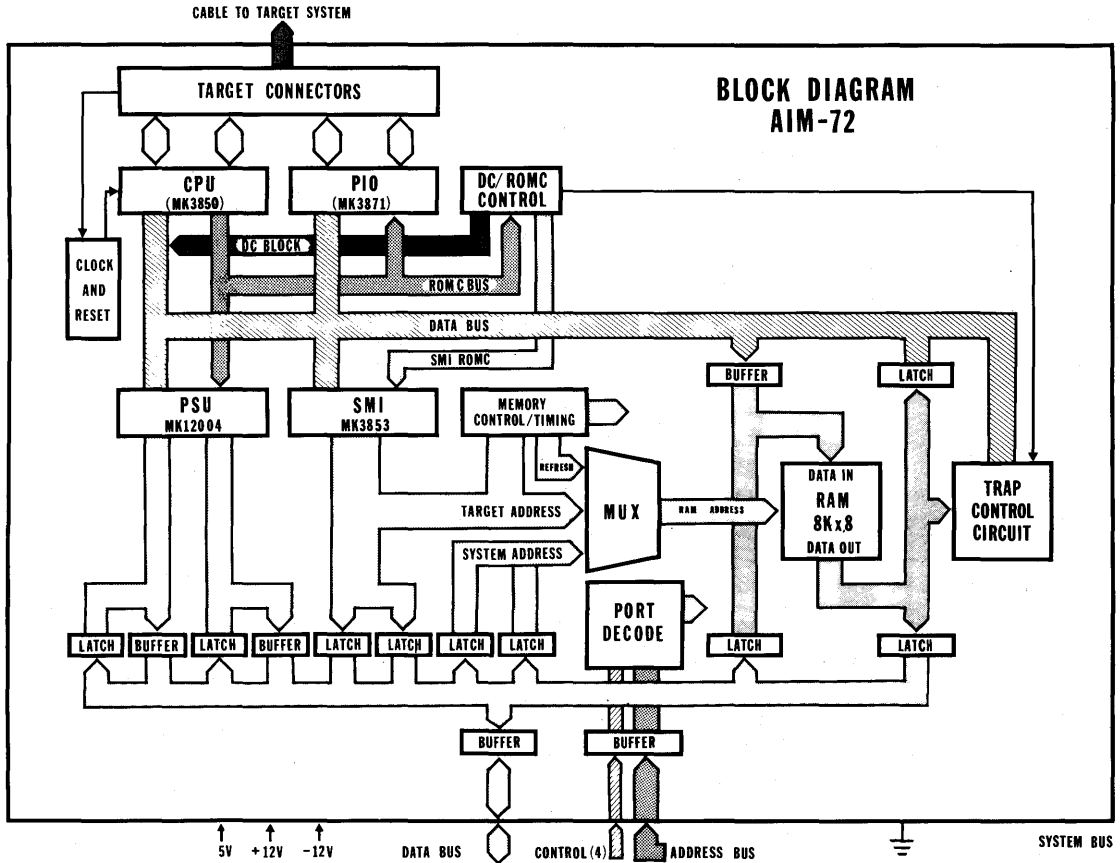 CABLE TO TARGET SYSTEM
TARGET CONNECTORS
BLOCK DIAGRAM
AIM-72
CPU
(MK3850)
PIO
(MK3871)
DC/ROMC
CONTROL
CLOCK
AND
RESET
DC BLOCK
ROMC BUS
DATA BUS
SMI ROMC
BUFFER
LATCH
PSU
MK12004
SMI
MK3853
MEMORY
CONTROL/TIMING
REFRESH
TARGET ADDRESS
MUX
RAM ADDRESS
DATA IN
RAM
8Kx8
DATA OUT
TRAP
CONTROL
CIRCUIT
SYSTEM ADDRESS
PORT
DECODE
LATCH
BUFFER
LATCH
BUFFER
LATCH
LATCH
LATCH
LATCH
LATCH
LATCH
BUFFER
BUFFER
5V
+12V
-12V
DATA BUS
CONTROL(4)
ADDRESS BUS
SYSTEM BUS